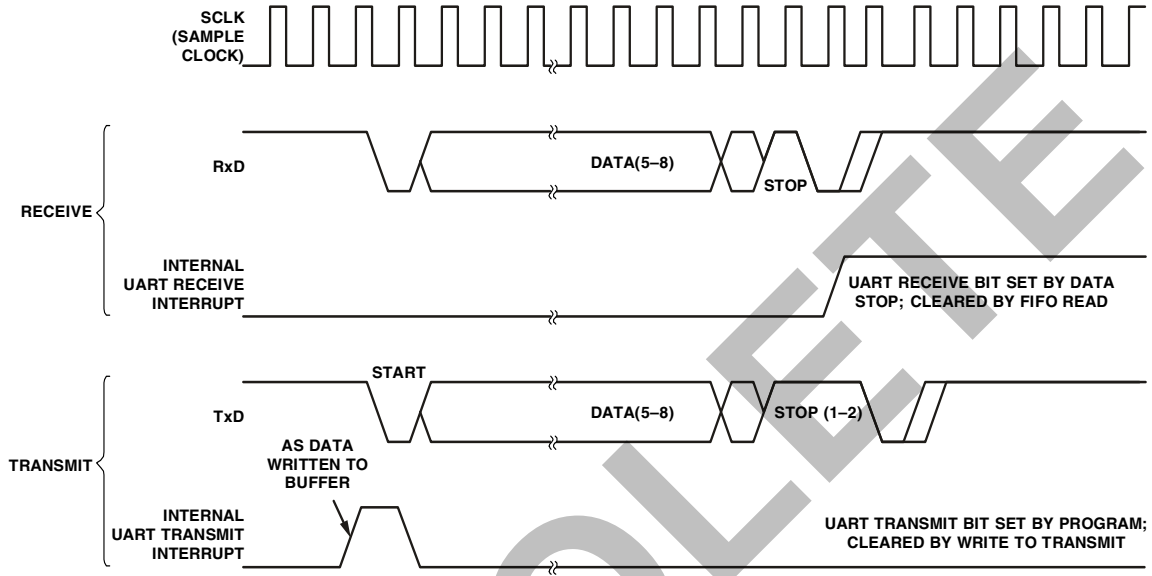 SCLK
(SAMPLE
CLOCK)
RxD
DATA(5–8)
STOP
RECEIVE
INTERNAL
UART RECEIVE
INTERRUPT
UART RECEIVE BIT SET BY DATA
STOP; CLEARED BY FIFO READ
START
TxD
DATA(5–8)
STOP (1–2)
AS DATA
WRITTEN TO
BUFFER
TRANSMIT
INTERNAL
UART TRANSMIT
INTERRUPT
UART TRANSMIT BIT SET BY PROGRAM;
CLEARED BY WRITE TO TRANSMIT
OLETE